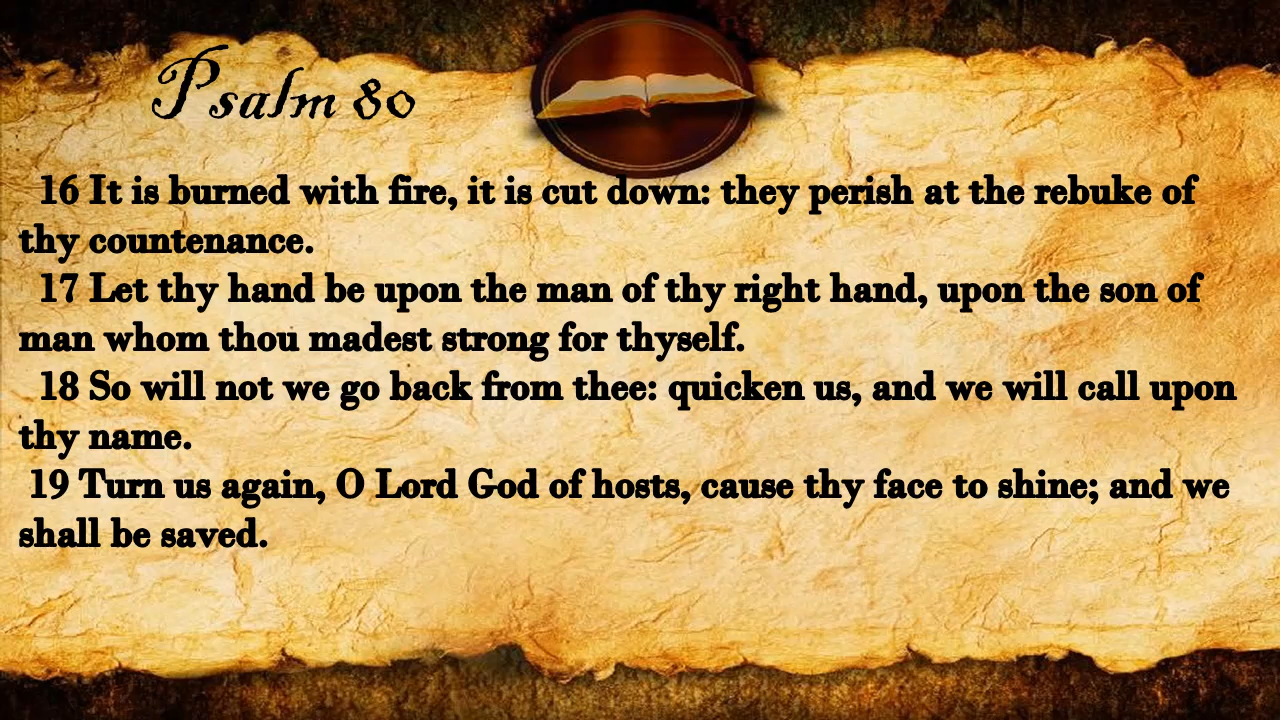 Psalm 80
16 It is burned with fire, it is cut down: they perish at the rebuke of
thy countenance.
17 Let thy hand be upon the man of thy right hand, upon the son of
man whom thou madest strong for thyself.
18 So will not we go back from thee: quicken us, and we will call upon
thy name.
19 Turn us again, O Lord God of hosts, cause thy face to shine; and we
shall be saved.